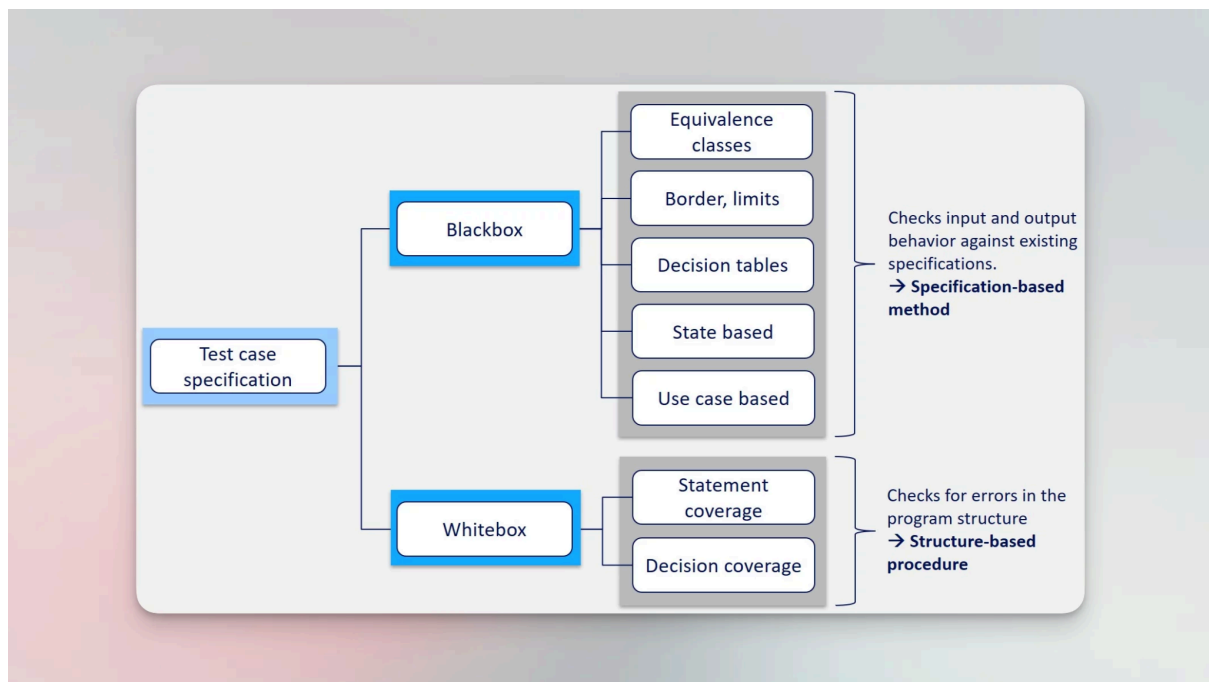 Test case
specification
Blackbox
Equivalence
classes
Border, limits
Decision tables
State based
Use case based
Checks input and output
behavior against existing
specifications.
→ Specification-based
method
Whitebox
Statement
coverage
Decision coverage
Checks for errors in the
program structure
→ Structure-based
procedure